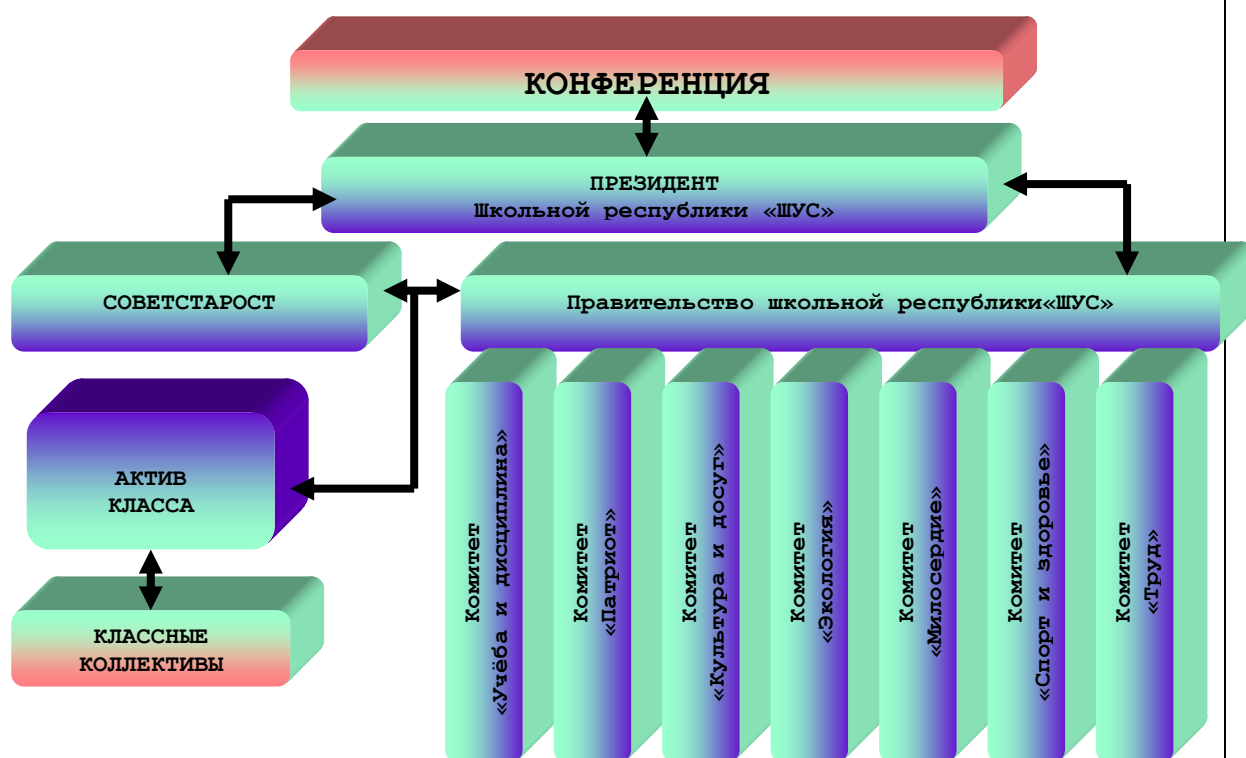 КОНФЕРЕНЦИЯ
ПРЕЗИДЕНТ
Школьной республики «ШУС»
СОВЕТСТАРОСТ
Правительство школьной республики«ШУС»
АКТИВ
КЛАССА
КЛАССНЫЕ
КОЛЛЕКТИВЫ
Комитет
«Учёба и дисциплина»
Комитет
«Патриот»
Комитет
«Культура и досуг»
Комитет
«Экология»
Комитет
«Милосердие»
Комитет
«Спорт и здоровье»
Комитет
«Труд»